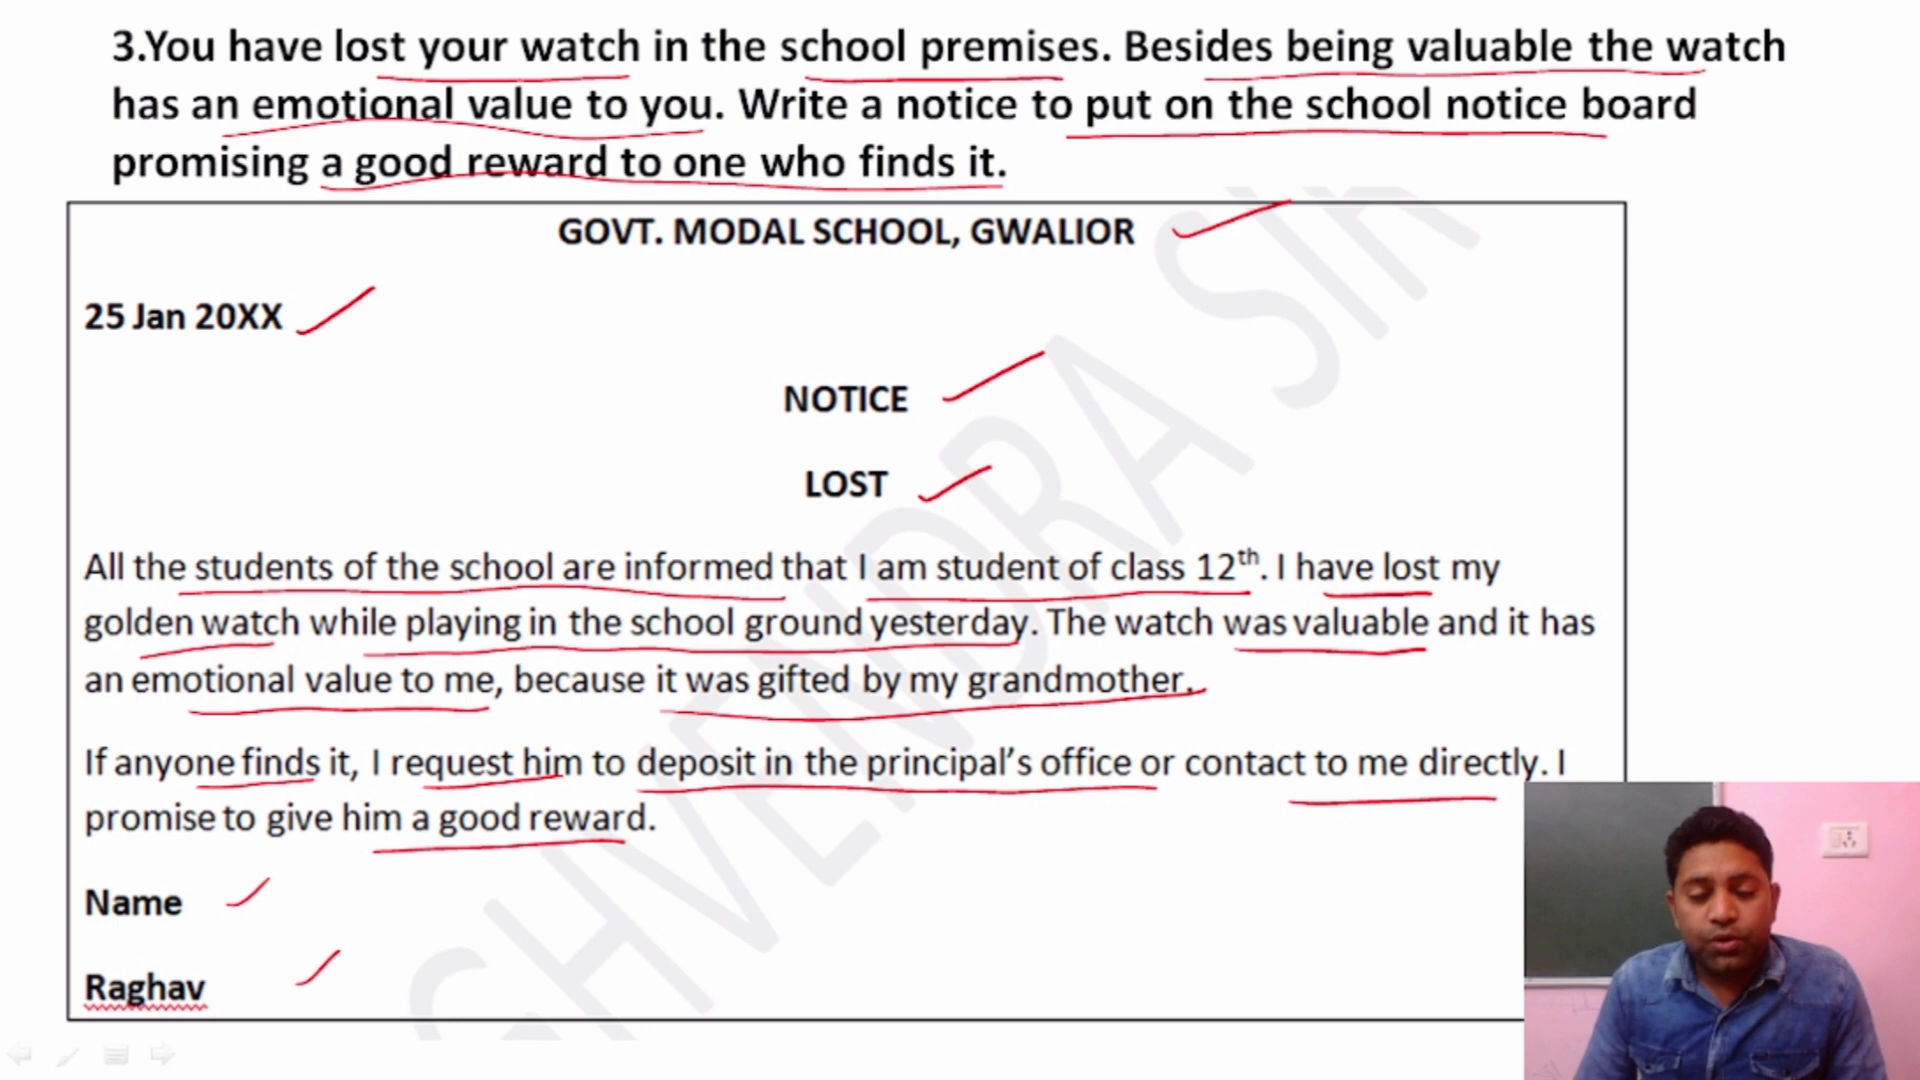 3.You have lost your watch in the school premises. Besides being valuable the watch
has an emotional value to you. Write a notice to put on the school notice board
promising a good reward to one who finds it.
GOVT. MODAL SCHOOL, GWALIOR
25 Jan 20XX
NOTICE
LOST
All the students of the school are informed that I am student of class 12th. I have lost my
golden watch while playing in the school ground yesterday. The watch was valuable and it has
an emotional value to me, because it was gifted by my grandmother.
If anyone finds it, I request him to deposit in the principal's office or contact to me directly. I
promise to give him a good reward.
Name
Raghav
GHVENDRA SIR